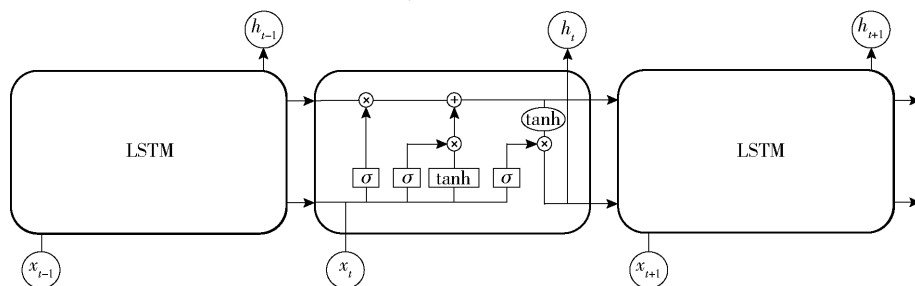 h_{t-1} h_t h_{t+1}
× +
tanh
LSTM × × LSTM
σ σ tanh σ
x_{t-1} x_t x_{t+1}